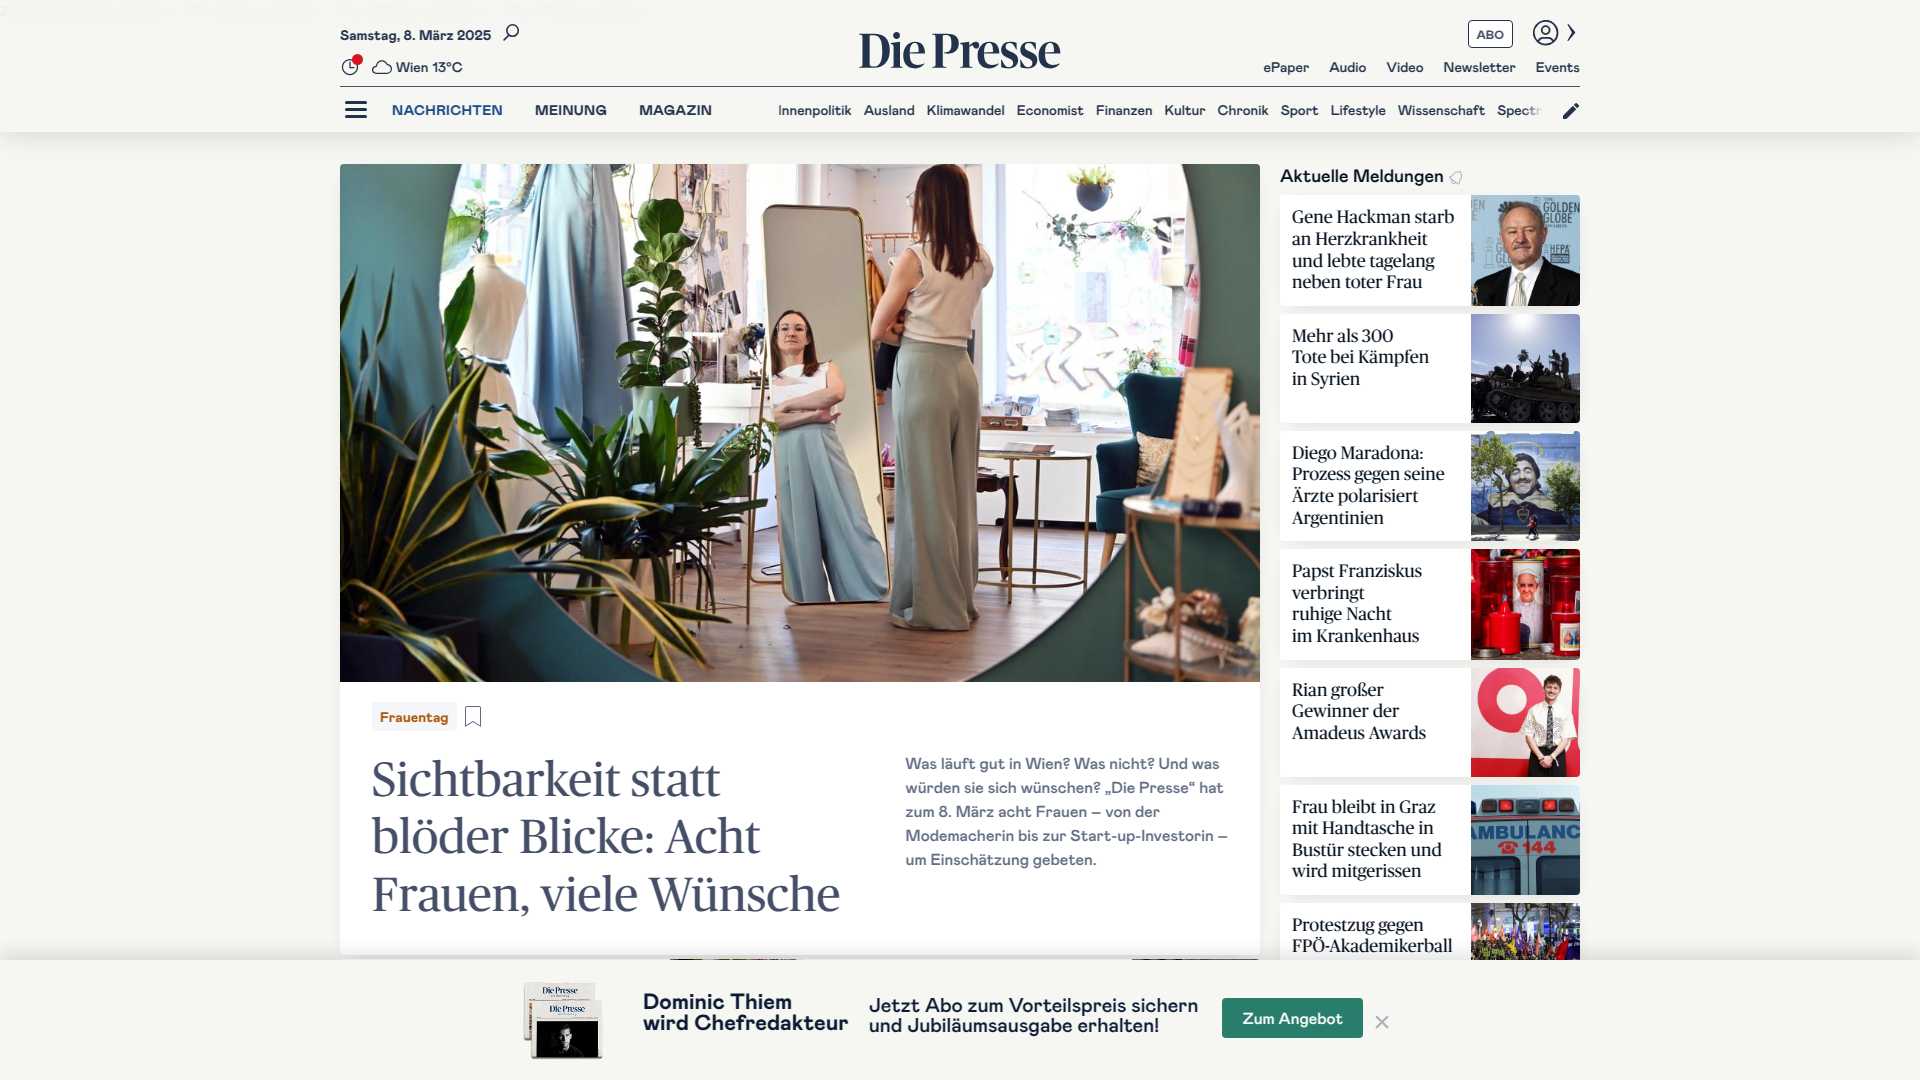 Samstag, 8. März 2025
Wien 13°C
Die Presse
ABO
ePaper Audio Video Newsletter Events
NACHRICHTEN MEINUNG MAGAZIN
Innenpolitik Ausland Klimawandel Economist Finanzen Kultur Chronik Sport Lifestyle Wissenschaft
Frauentag
Sichtbarkeit statt
blöder Blicke: Acht
Frauen, viele Wünsche
Was läuft gut in Wien? Was nicht? Und was
würden sie sich wünschen? „Die Presse“ hat
zum 8. März acht Frauen – von der
Modemacherin bis zur Start-up-Investorin –
um Einschätzung gebeten.
Aktuelle Meldungen
Gene Hackman starb
an Herzkrankheit
und lebte tagelang
neben toter Frau
GOLDEN
GLOBE
HFPA
Mehr als 300
Tote bei Kämpfen
in Syrien
Diego Maradona:
Prozess gegen seine
Ärzte polarisiert
Argentinien
Papst Franziskus
verbringt
ruhige Nacht
im Krankenhaus
Rian großer
Gewinner der
Amadeus Awards
Frau bleibt in Graz
mit Handtasche in
Bustür stecken und
wird mitgerissen
AMBULANC
144
Protestzug gegen
FPÖ-Akademikerball
Die Presse
Die Presse
Dominic Thiem
wird Chefredakteur
Jetzt Abo zum Vorteilspreis sichern
und Jubiläumsausgabe erhalten!
Zum Angebot